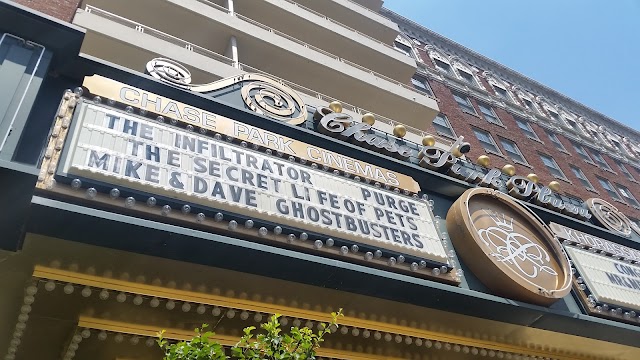 CHASE PARK CINEMAS
Chase Park Plaza
THE INFILTRATOR PURGE
THE SECRET LIFE OF PETS
MIKE & DAVE GHOSTBUSTERS